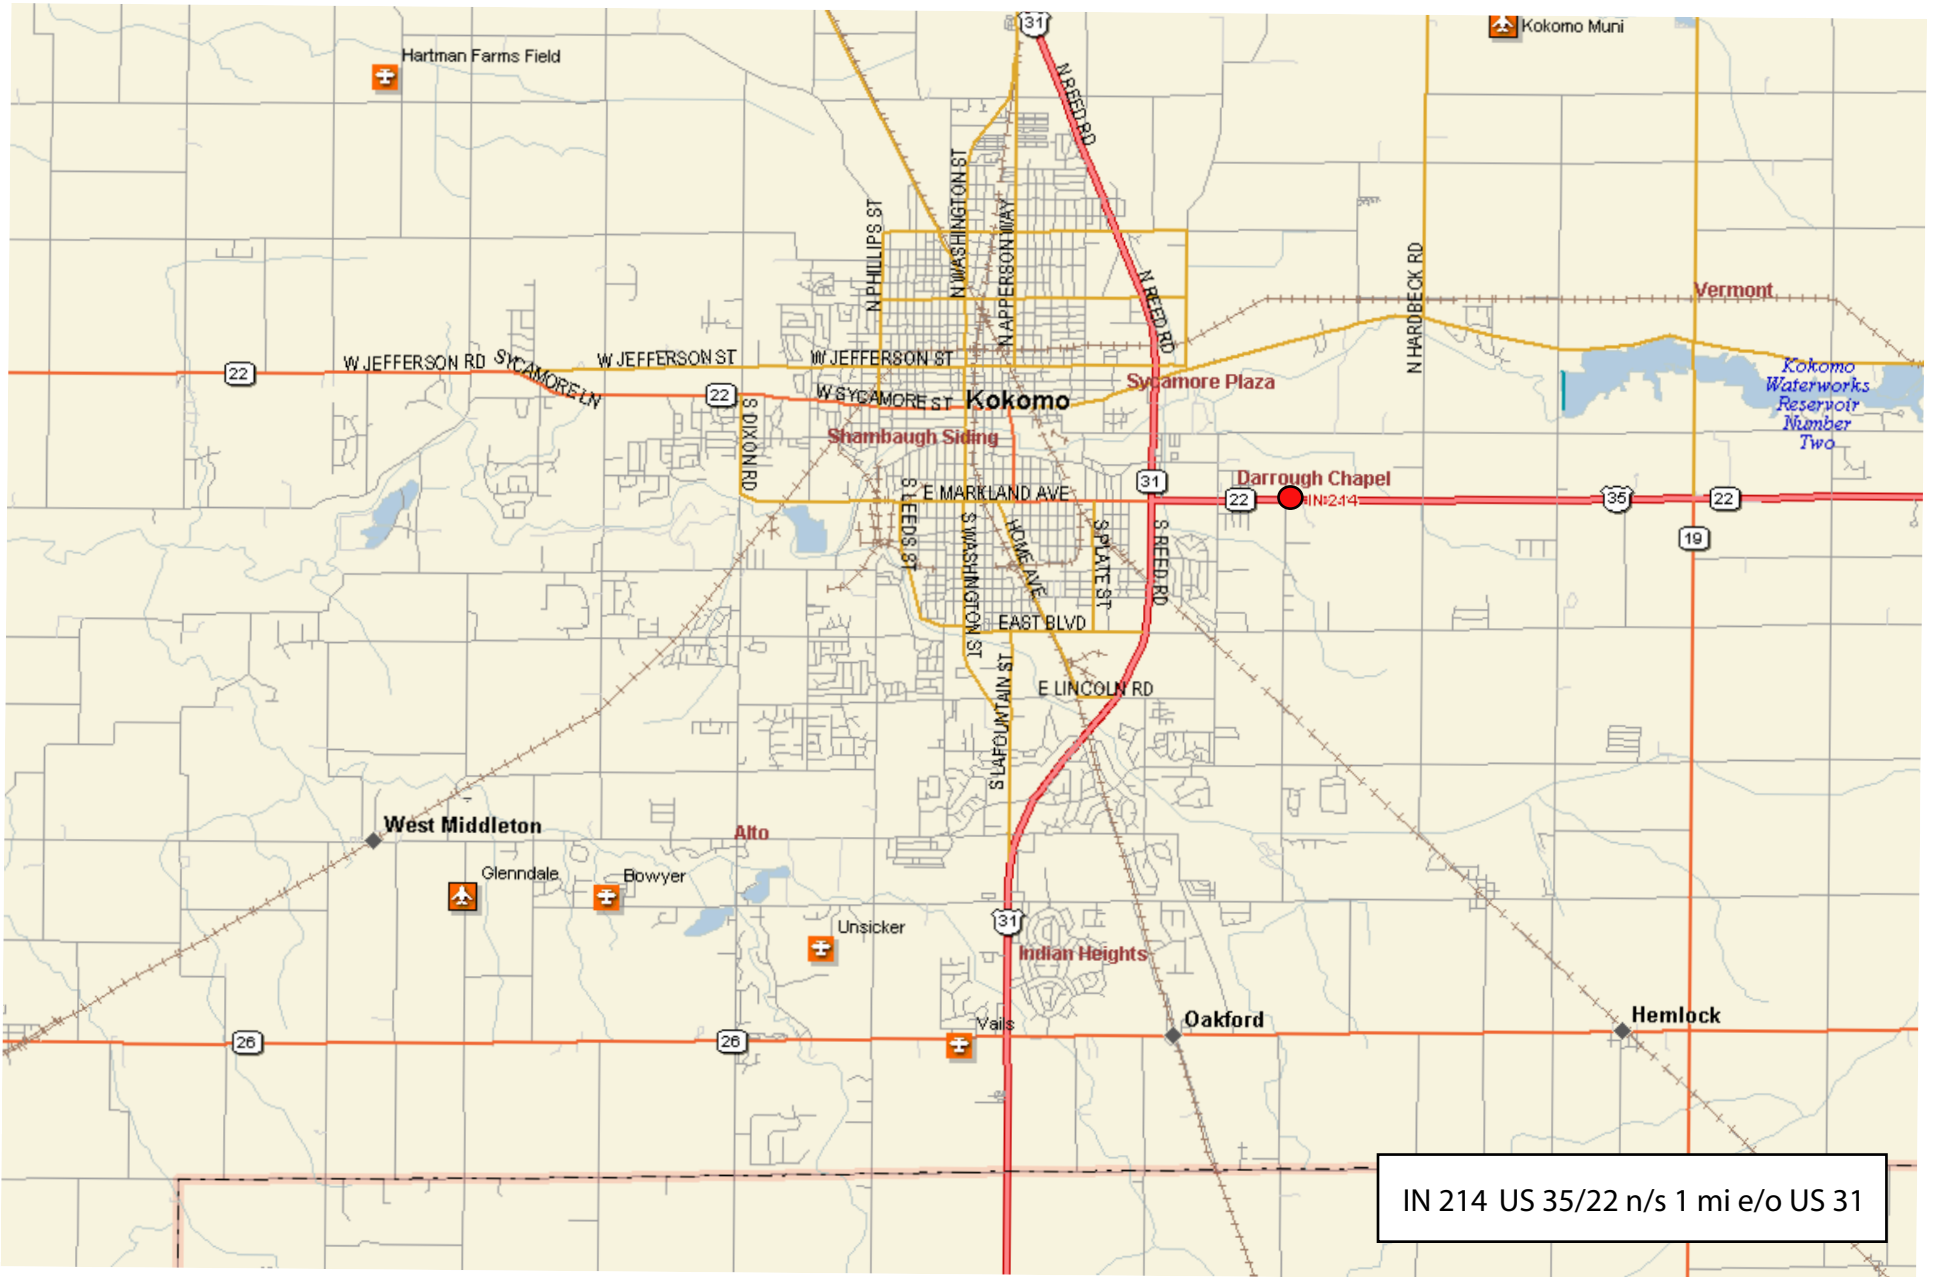 31
Kokomo Muni
Hartman Farms Field
N REED RD
N WASHINGTON ST
N PHILLIPS ST
N APPERSON WAY
N REED RD
N HARDBECK RD
Vermont
22
W JEFFERSON RD
SYCAMORE LN
W JEFFERSON ST
W JEFFERSON ST
22
W SYCAMORE ST
Kokomo
Sycamore Plaza
Kokomo
Waterworks
Reservoir
Number
Two
S DIXON RD
Shambaugh Siding
Darrough Chapel
S LEEDS ST
E MARKLAND AVE
31
22
IN 214
35
22
19
S WASHINGTON ST
HOME AVE
S PLATE ST
S REED RD
EAST BLVD
S LAFOUNTAIN ST
E LINCOLN RD
West Middleton
Alto
Glenndale
Bowyer
Unsicker
31
Indian Heights
Vails
Oakford
Hemlock
26
26
IN 214 US 35/22 n/s 1 mi e/o US 31